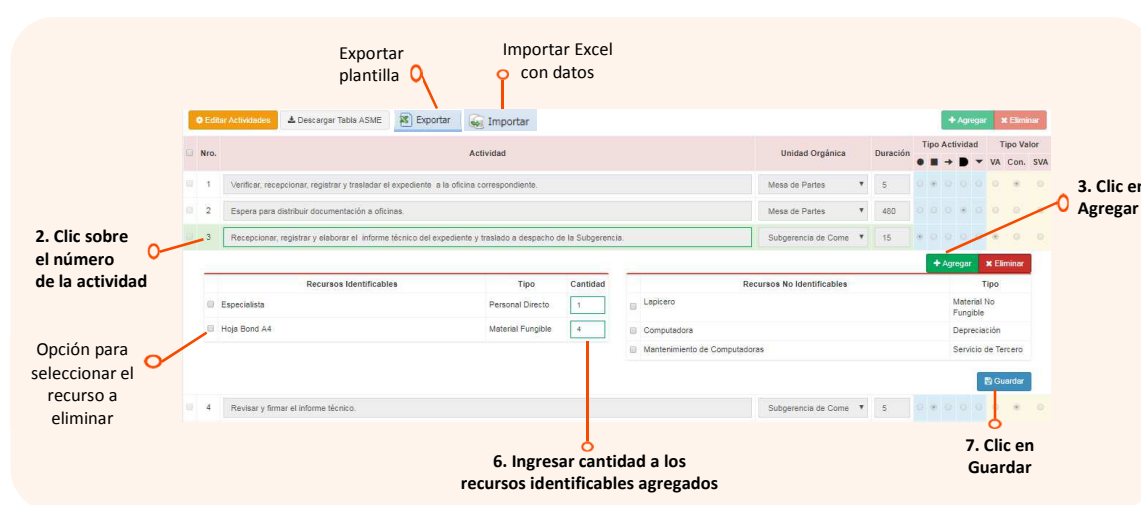 Exportar
plantilla
Importar Excel
con datos
Editar Actividades
Descargar Tabla ASME
Exportar
Importar
Agregar
Eliminar
Nro.
Actividad
Unidad Orgánica
Duración
Tipo Actividad
Tipo Valor
VA Con. SVA
1 Verificar, recepcionar, registrar y trasladar el expediente a la oficina correspondiente. Mesa de Partes 5
2 Espera para distribuir documentación a oficinas. Mesa de Partes 480
3 Recepcionar, registrar y elaborar el informe técnico del expediente y traslado a despacho de la Subgerencia. Subgerencia de Come 15
2. Clic sobre
el número
de la actividad
3. Clic en
Agregar
Agregar
Eliminar
Recursos Identificables Tipo Cantidad
Especialista Personal Directo 1
Hoja Bond A4 Material Fungible 4
Recursos No Identificables Tipo
Lapicero Material No
Fungible
Computadora Depreciación
Mantenimiento de Computadoras Servicio de Tercero
Opción para
seleccionar el
recurso a
eliminar
Guardar
4 Revisar y firmar el informe técnico. Subgerencia de Come 5
6. Ingresar cantidad a los
recursos identificables agregados
7. Clic en
Guardar